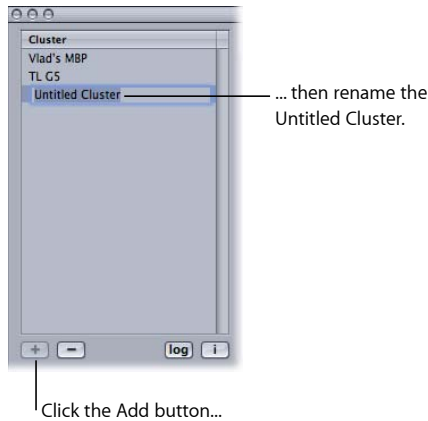 Cluster
Vlad's MBP
TL G5
Untitled Cluster
... then rename the
Untitled Cluster.
+ − log i
Click the Add button...